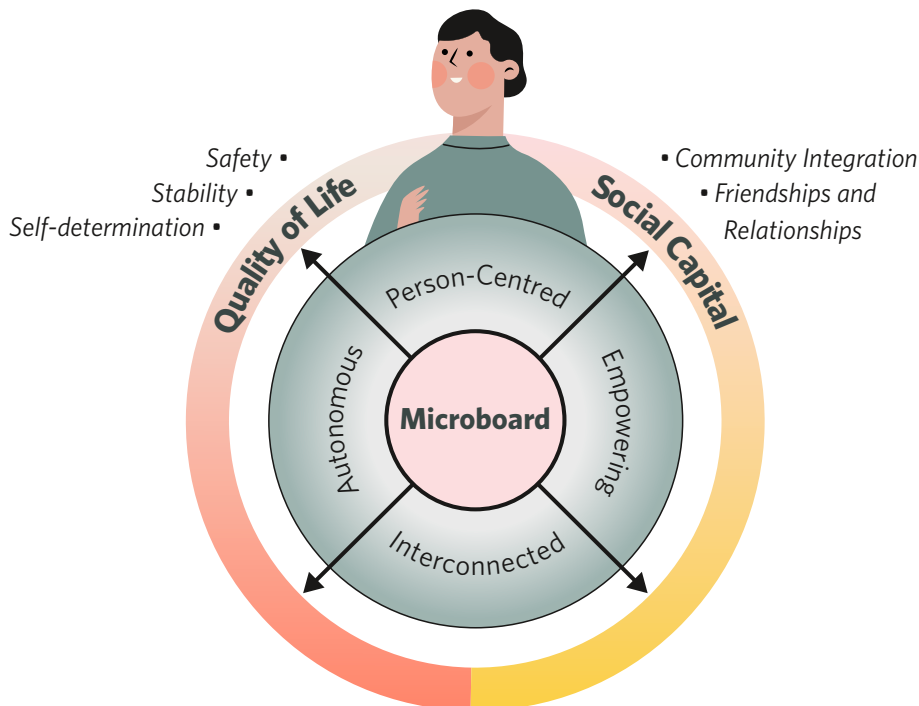 Safety ▪
Stability ▪
Self-determination ▪
Quality of Life
Social Capital
▪ Community Integration
▪ Friendships and
Relationships
Person-Centred
Autonomous
Microboard
Empowering
Interconnected